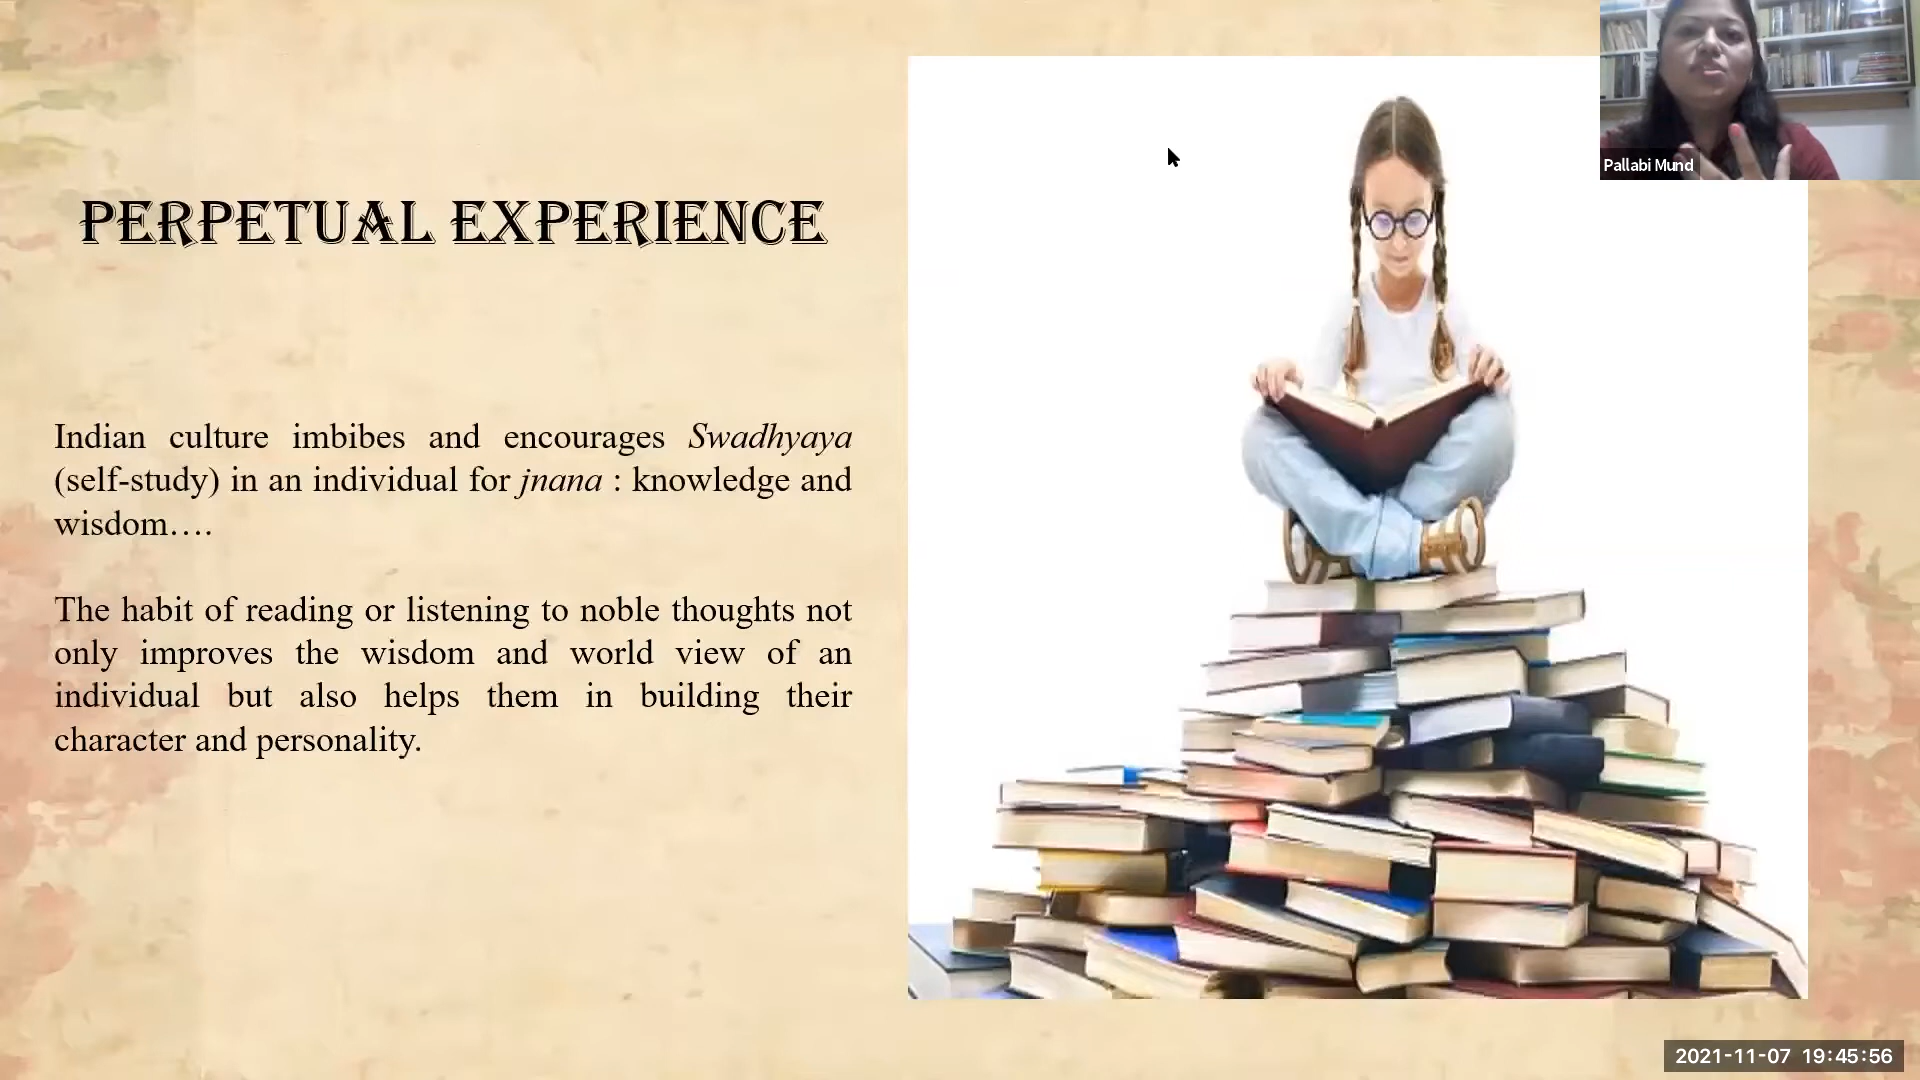 PERPETUAL EXPERIENCE
Indian culture imbibes and encourages Swadhyaya
(self-study) in an individual for jnana : knowledge and
wisdom….
The habit of reading or listening to noble thoughts not
only improves the wisdom and world view of an
individual but also helps them in building their
character and personality.
Pallabi Mund
2021-11-07 19:45:56